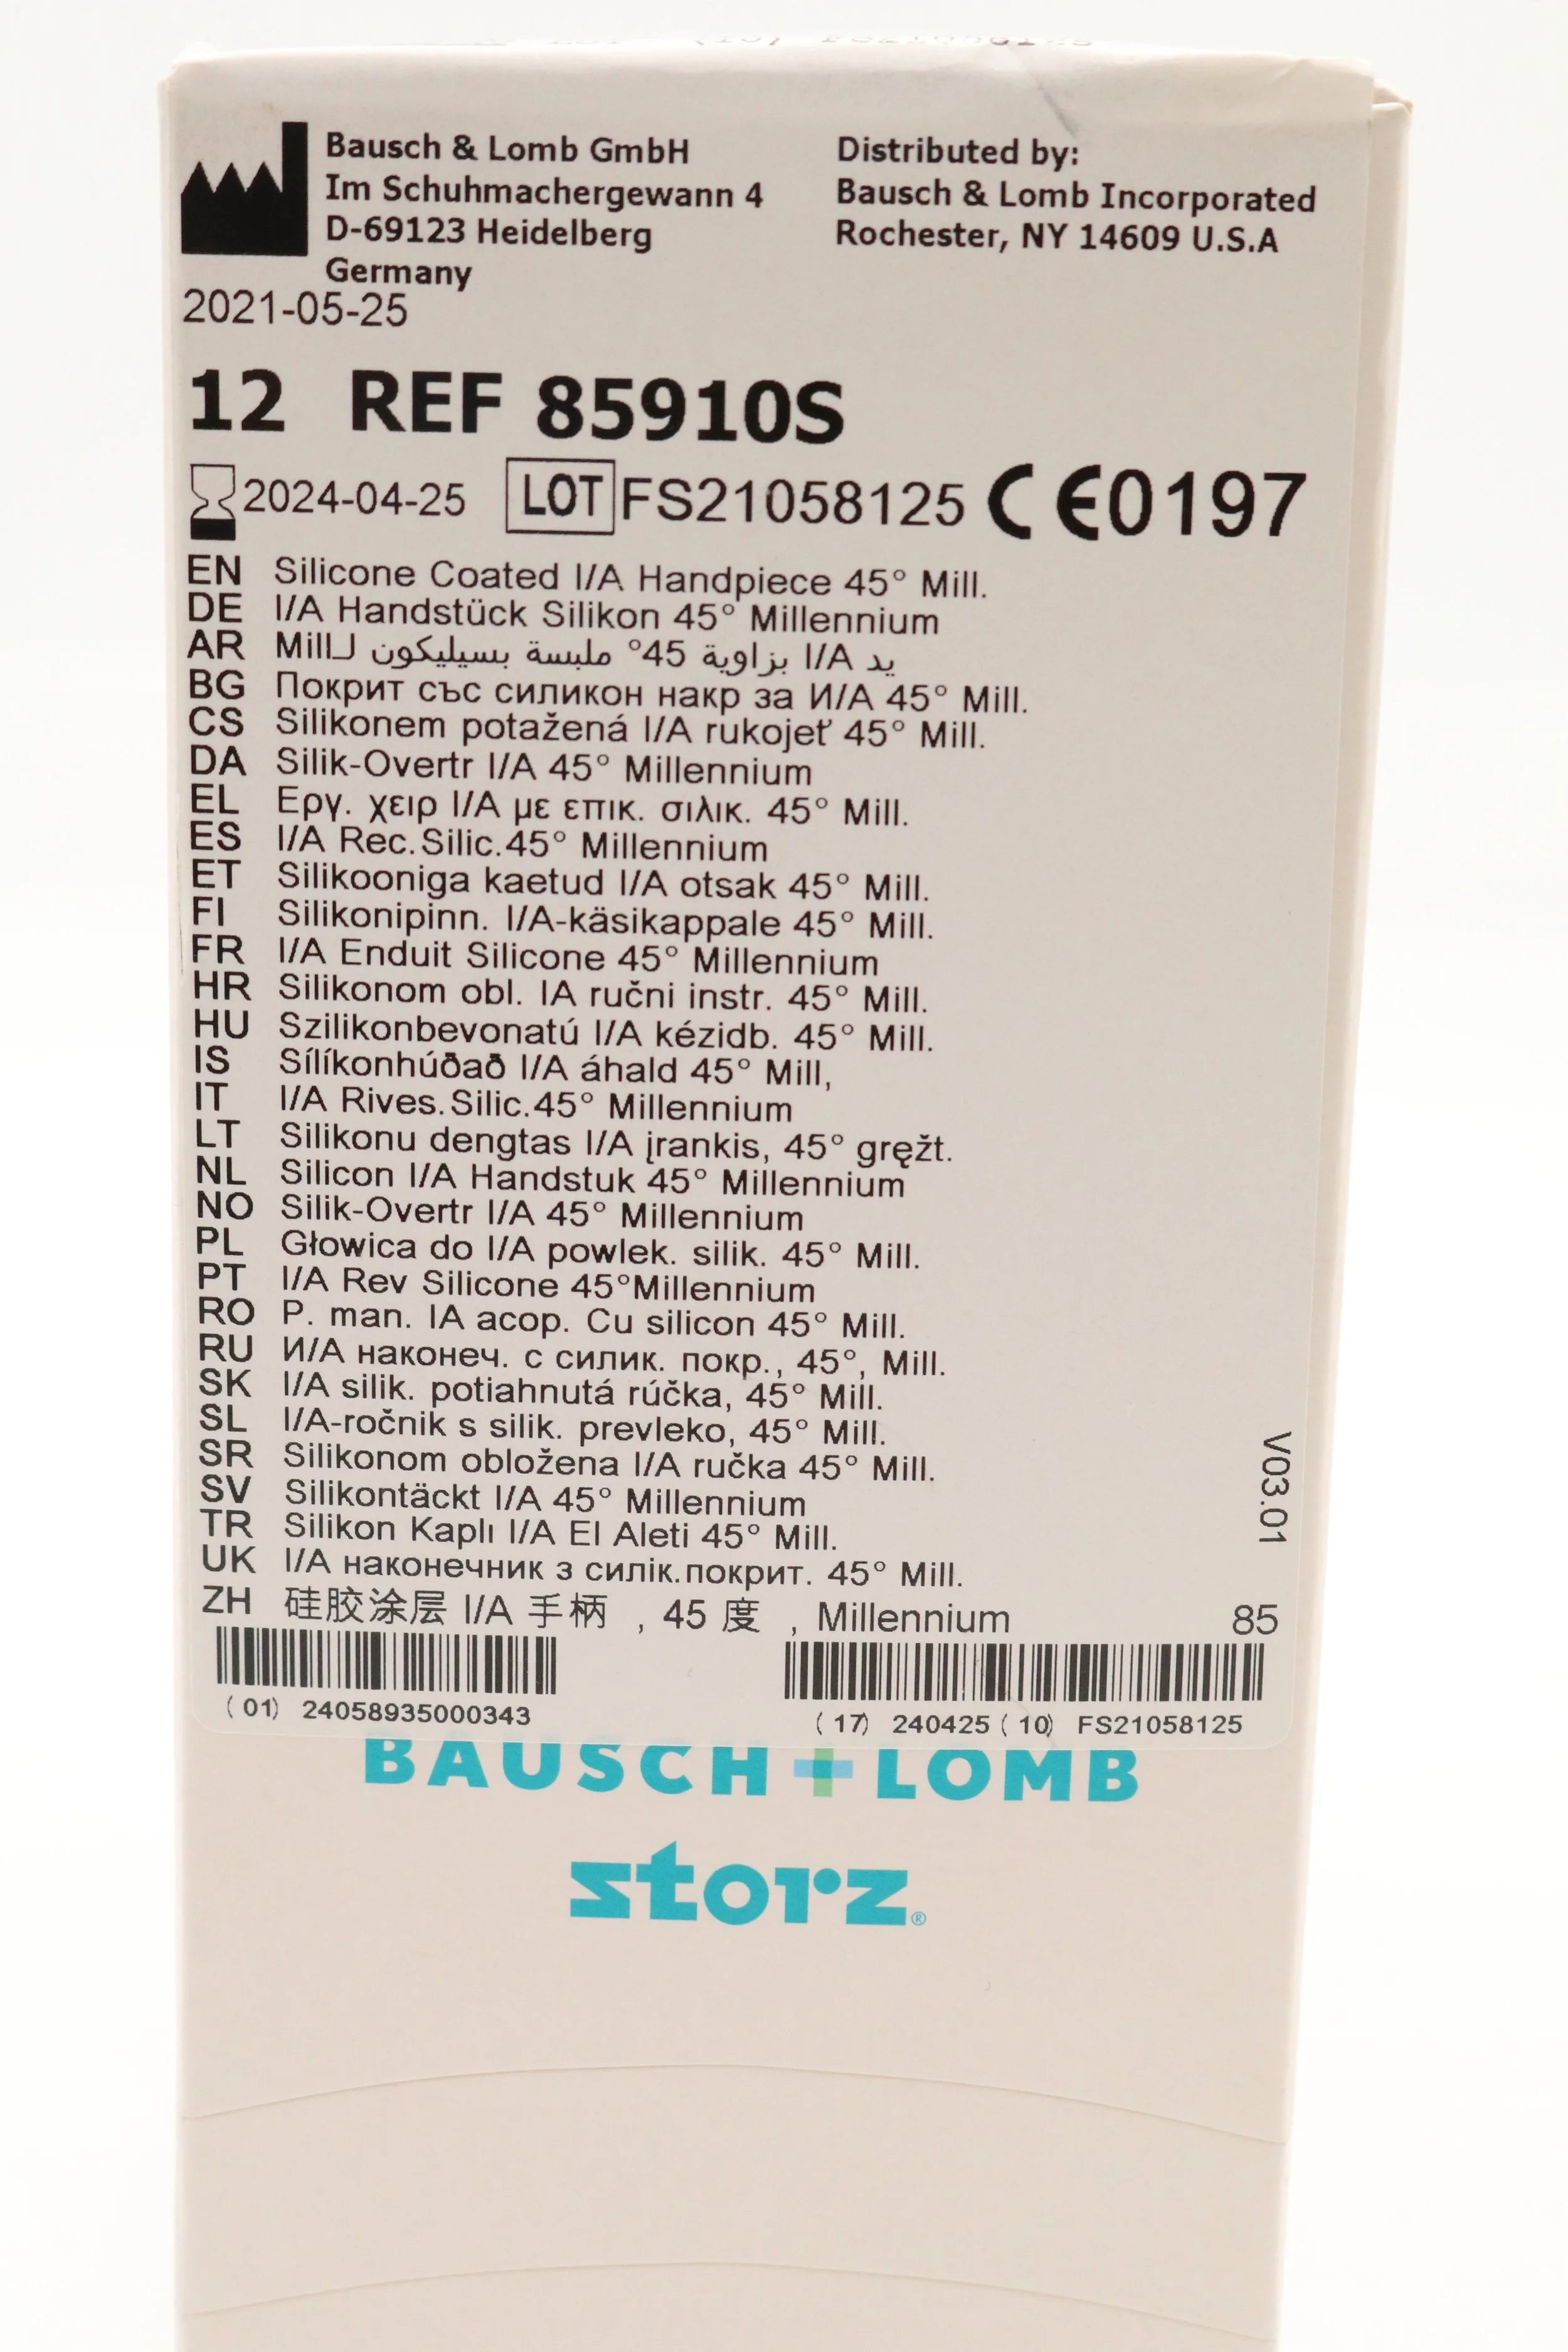 Bausch & Lomb GmbH
Im Schuhmachergewann 4
D-69123 Heidelberg
Germany
2021-05-25
Distributed by:
Bausch & Lomb Incorporated
Rochester, NY 14609 U.S.A
12 REF 85910S
2024-04-25 LOT FS21058125 CE0197
EN Silicone Coated I/A Handpiece 45° Mill.
DE I/A Handstück Silikon 45° Millennium
AR يد I/A بزاوية 45° ملبسة بسيليكون لـMill
BG Покрит със силикон накр за И/А 45° Mill.
CS Silikonem potažená I/A rukojeť 45° Mill.
DA Silik-Overtr I/A 45° Millennium
EL Εργ. χειρ I/A με επικ. σιλικ. 45° Mill.
ES I/A Rec.Silic.45° Millennium
ET Silikooniga kaetud I/A otsak 45° Mill.
FI Silikonipinn. I/A-käsikappale 45° Mill.
FR I/A Enduit Silicone 45° Millennium
HR Silikonom obl. IA ručni instr. 45° Mill.
HU Szilikonbevonatú I/A kézidb. 45° Mill.
IS Sílíkonhúðað I/A áhald 45° Mill,
IT I/A Rives.Silic.45° Millennium
LT Silikonu dengtas I/A įrankis, 45° gręžt.
NL Silicon I/A Handstuk 45° Millennium
NO Silik-Overtr I/A 45° Millennium
PL Głowica do I/A powlek. silik. 45° Mill.
PT I/A Rev Silicone 45°Millennium
RO P. man. IA acop. Cu silicon 45° Mill.
RU И/А наконеч. с силик. покр., 45°, Mill.
SK I/A silik. potiahnutá rúčka, 45° Mill.
SL I/A-ročnik s silik. prevleko, 45° Mill.
SR Silikonom obložena I/A ručka 45° Mill.
SV Silikontäckt I/A 45° Millennium
TR Silikon Kaplı I/A El Aleti 45° Mill.
UK I/A наконечник з силік.покрит. 45° Mill.
ZH 硅胶涂层 I/A 手柄 , 45 度 , Millennium
V03.01
85
(01) 24058935000343
(17) 240425 (10) FS21058125
BAUSCH + LOMB
storz®